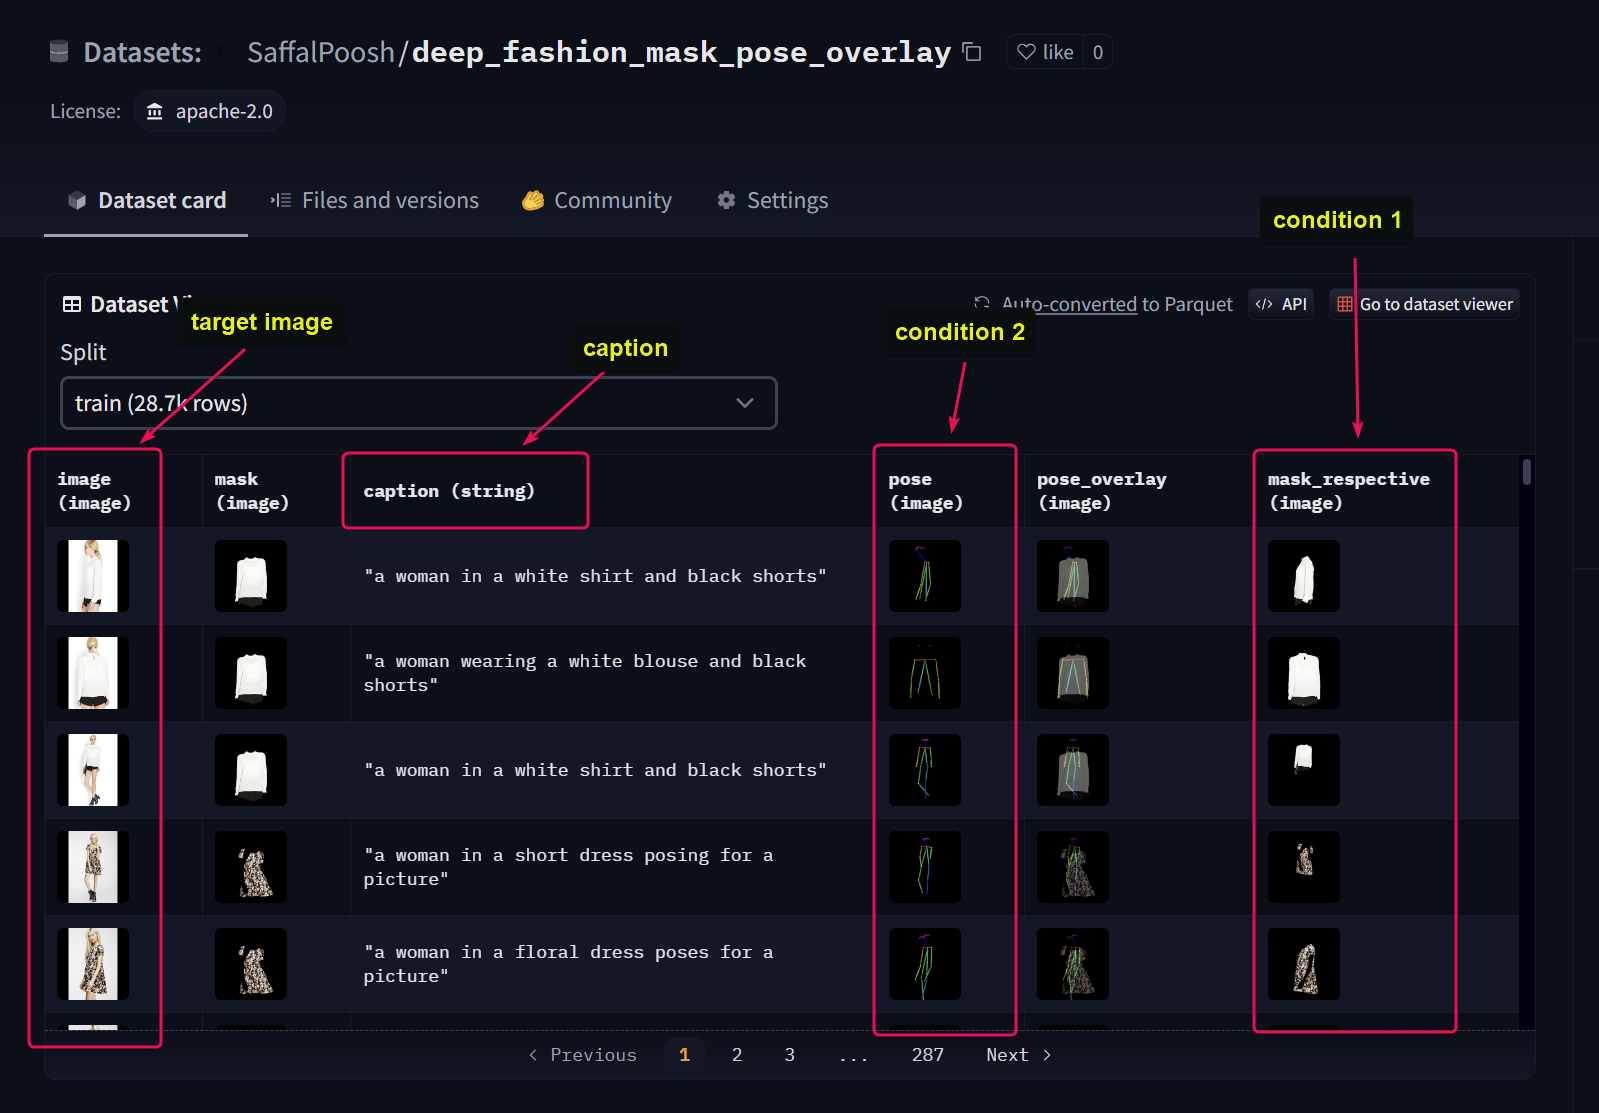 Datasets: SaffalPoosh/deep_fashion_mask_pose_overlay like 0
License: apache-2.0
Dataset card Files and versions Community Settings
condition 1
Dataset Vi Auto-converted to Parquet API Go to dataset viewer
target image
condition 2
caption
Split
train (28.7k rows)
image (image)
mask (image)
caption (string)
pose (image)
pose_overlay (image)
mask_respective (image)
"a woman in a white shirt and black shorts"
"a woman wearing a white blouse and black
shorts"
"a woman in a white shirt and black shorts"
"a woman in a short dress posing for a
picture"
"a woman in a floral dress poses for a
picture"
< Previous 1 2 3 ... 287 Next >